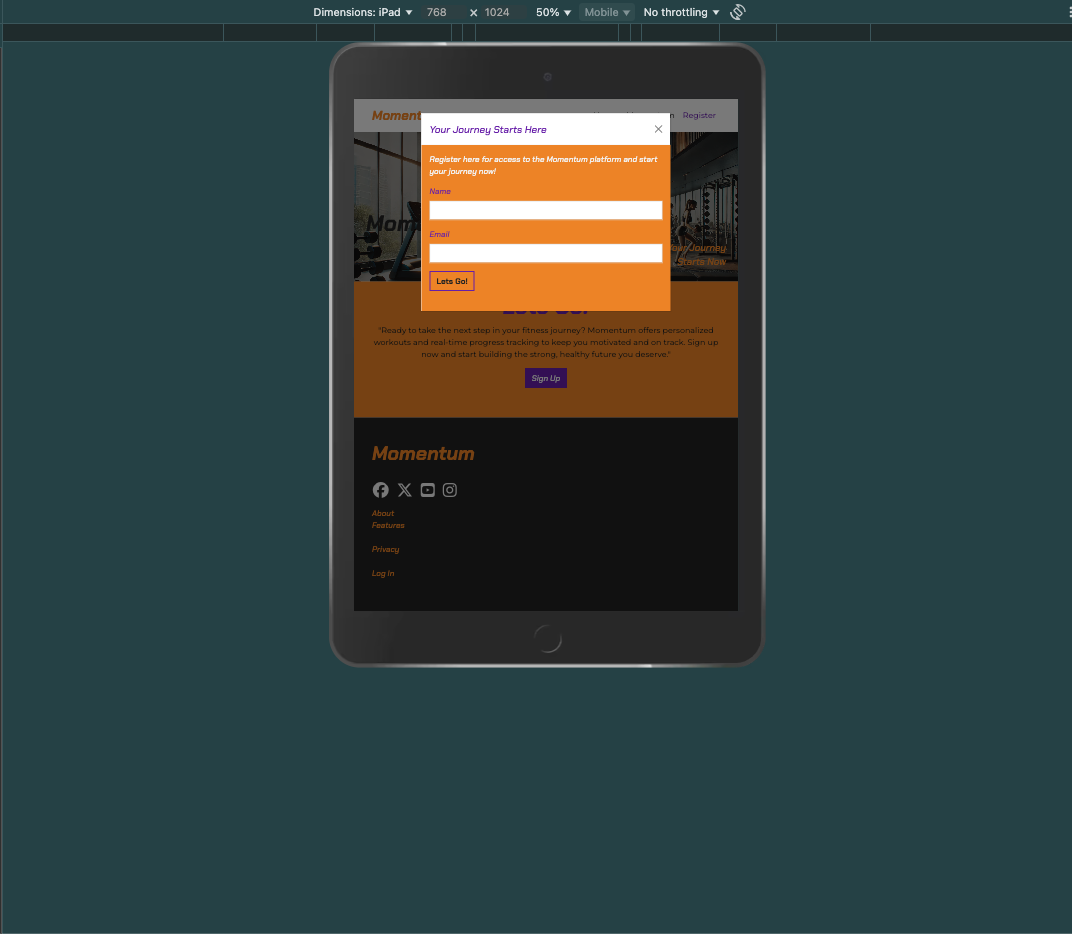 Dimensions: iPad 768 × 1024 50% Mobile No throttling
Register
Your Journey Starts Here
Register here for access to the Momentum platform and start
your journey now!
Name
Email
Your Journey
Starts Now
Lets Go!
"Ready to take the next step in your fitness journey? Momentum offers personalized
workouts and real-time progress tracking to keep you motivated and on track. Sign up
now and start building the strong, healthy future you deserve."
Sign Up
Momentum
About
Features
Privacy
Log In